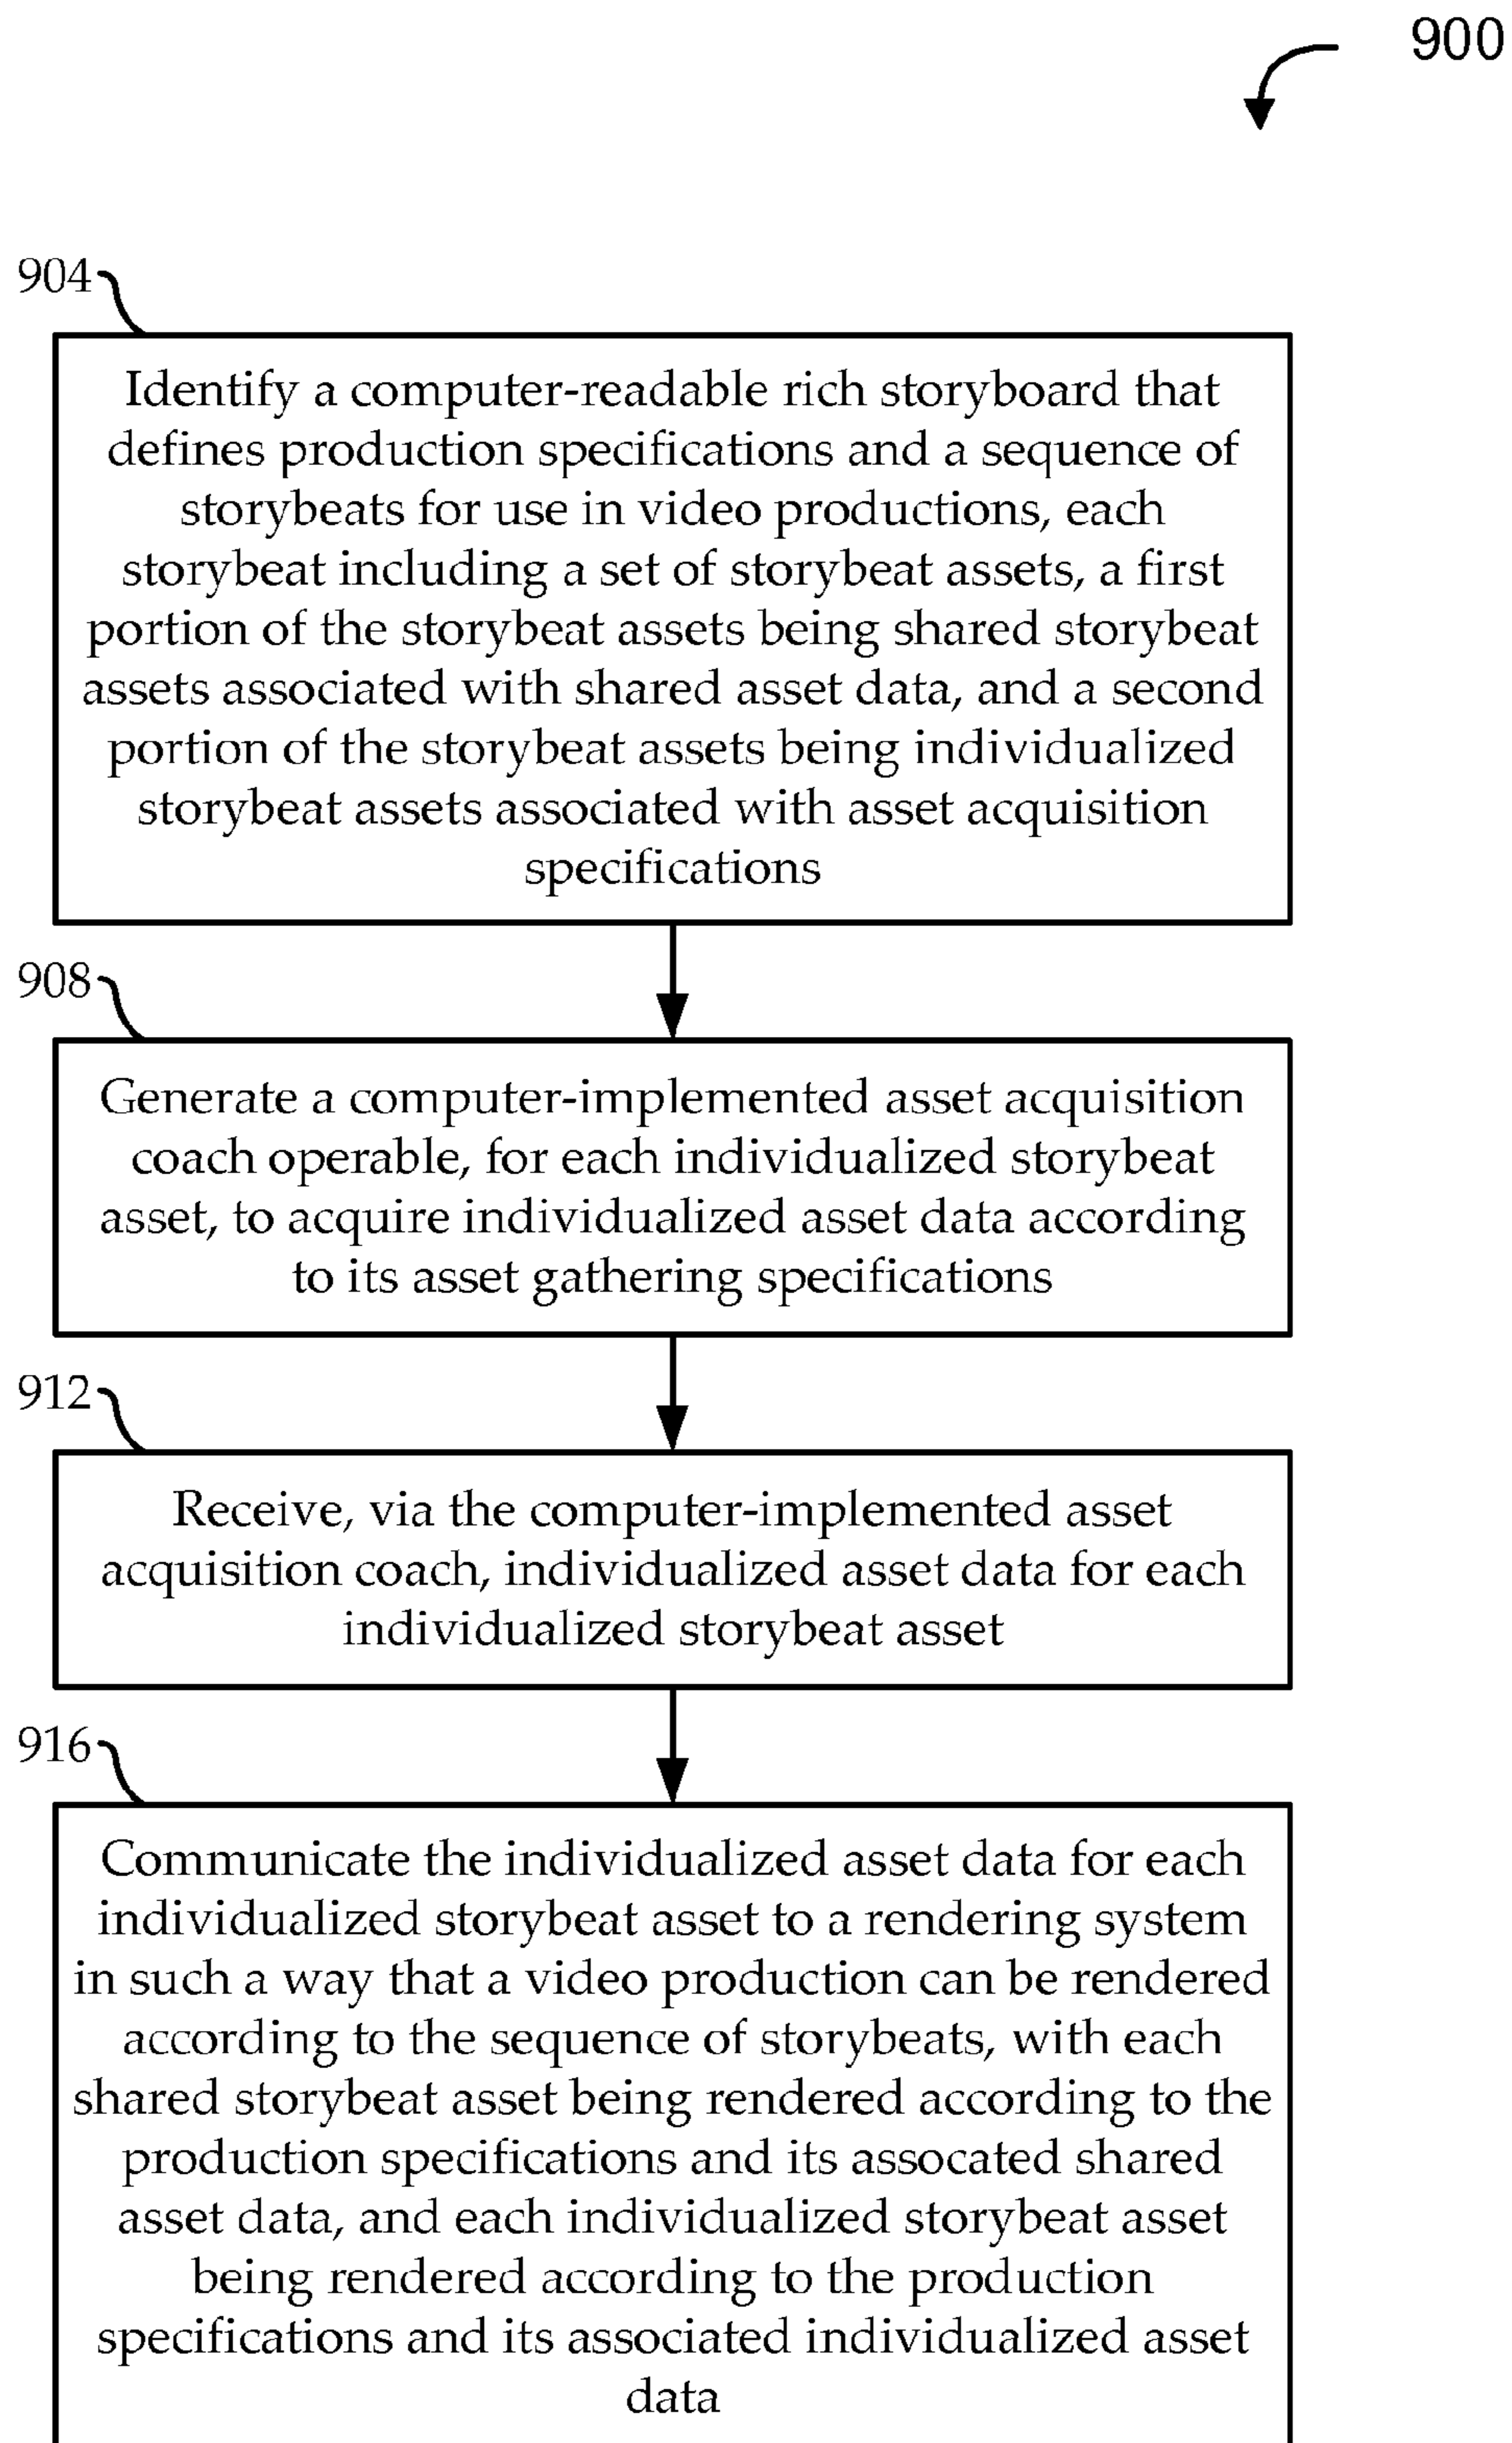 900
904
Identify a computer-readable rich storyboard that
defines production specifications and a sequence of
storybeats for use in video productions, each
storybeat including a set of storybeat assets, a first
portion of the storybeat assets being shared storybeat
assets associated with shared asset data, and a second
portion of the storybeat assets being individualized
storybeat assets associated with asset acquisition
specifications
908
Generate a computer-implemented asset acquisition
coach operable, for each individualized storybeat
asset, to acquire individualized asset data according
to its asset gathering specifications
912
Receive, via the computer-implemented asset
acquisition coach, individualized asset data for each
individualized storybeat asset
916
Communicate the individualized asset data for each
individualized storybeat asset to a rendering system
in such a way that a video production can be rendered
according to the sequence of storybeats, with each
shared storybeat asset being rendered according to the
production specifications and its assocated shared
asset data, and each individualized storybeat asset
being rendered according to the production
specifications and its associated individualized asset
data